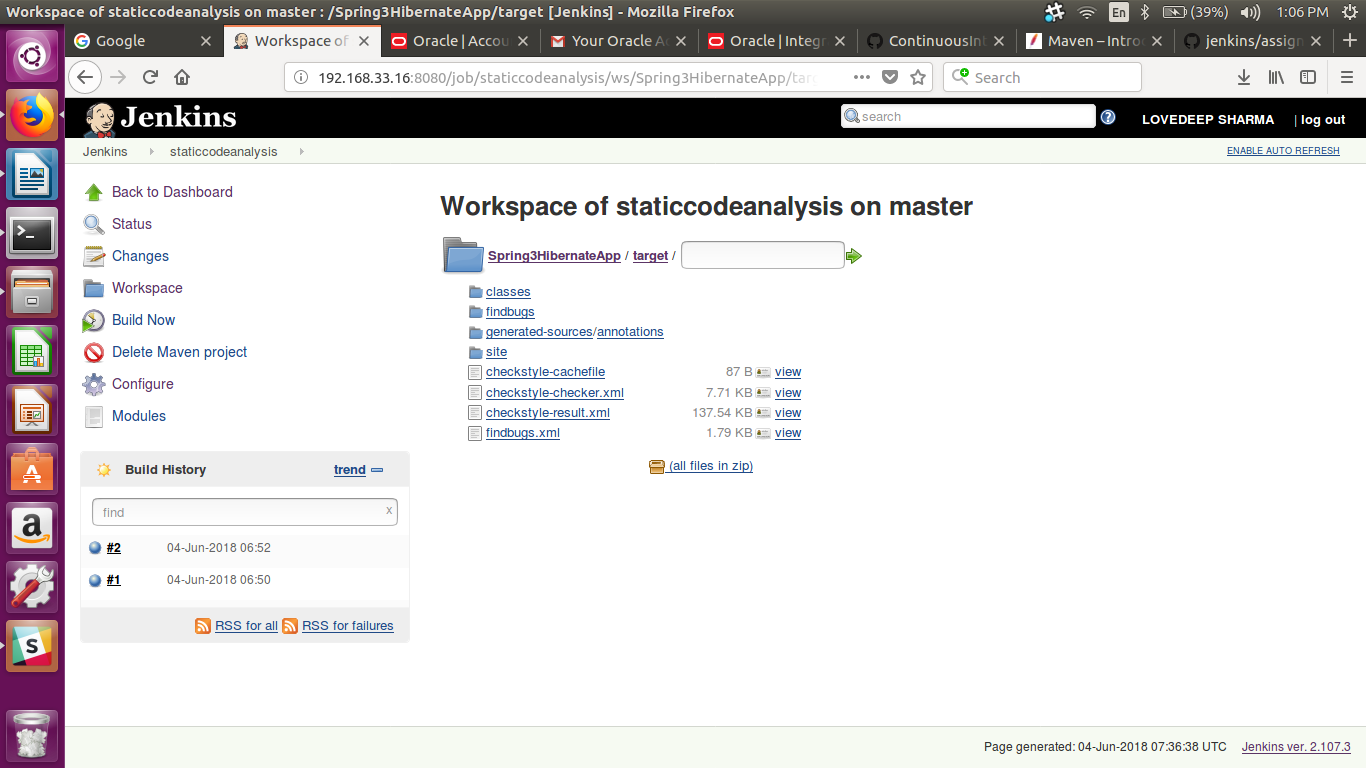 Workspace of staticcodeanalysis on master : /Spring3HibernateApp/target [Jenkins] - Mozilla Firefox En (39%) 1:06 PM
Google Workspace of Oracle | Accou Your Oracle Ac Oracle | Integr ContinuousInt Maven – Intro jenkins/assign
192.168.33.16:8080/job/staticcodeanalysis/ws/Spring3HibernateApp/tar Search
Jenkins search LOVEDEEP SHARMA | log out
Jenkins staticcodeanalysis ENABLE AUTO REFRESH
Back to Dashboard
Status
Changes
Workspace
Build Now
Delete Maven project
Configure
Modules
Build History trend
find x
#2 04-Jun-2018 06:52
#1 04-Jun-2018 06:50
RSS for all RSS for failures
Workspace of staticcodeanalysis on master
Spring3HibernateApp / target /
classes
findbugs
generated-sources/annotations
site
checkstyle-cachefile 87 B view
checkstyle-checker.xml 7.71 KB view
checkstyle-result.xml 137.54 KB view
findbugs.xml 1.79 KB view
(all files in zip)
Page generated: 04-Jun-2018 07:36:38 UTC Jenkins ver. 2.107.3